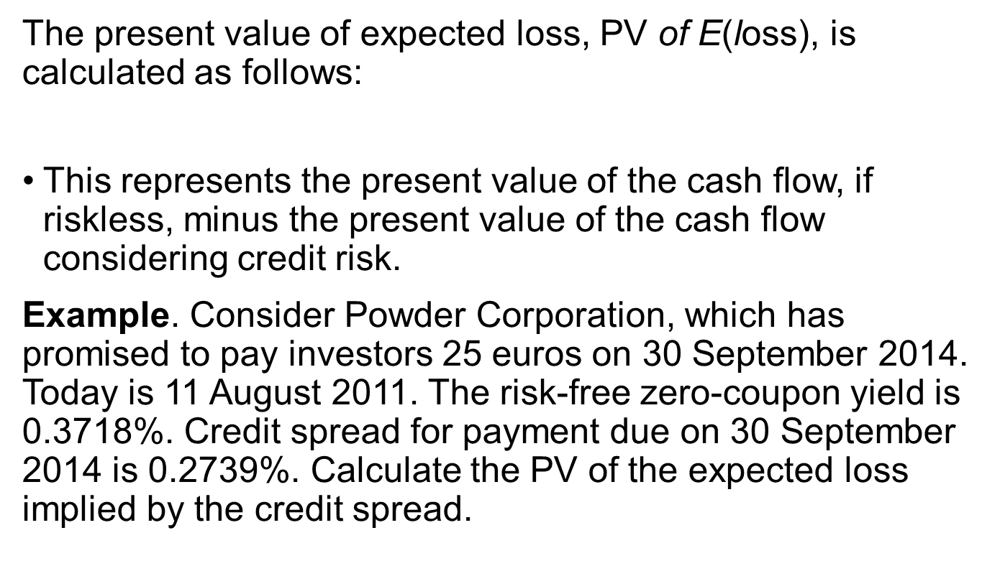 The present value of expected loss, PV of E(loss), is
calculated as follows:
• This represents the present value of the cash flow, if
riskless, minus the present value of the cash flow
considering credit risk.
Example. Consider Powder Corporation, which has
promised to pay investors 25 euros on 30 September 2014.
Today is 11 August 2011. The risk-free zero-coupon yield is
0.3718%. Credit spread for payment due on 30 September
2014 is 0.2739%. Calculate the PV of the expected loss
implied by the credit spread.